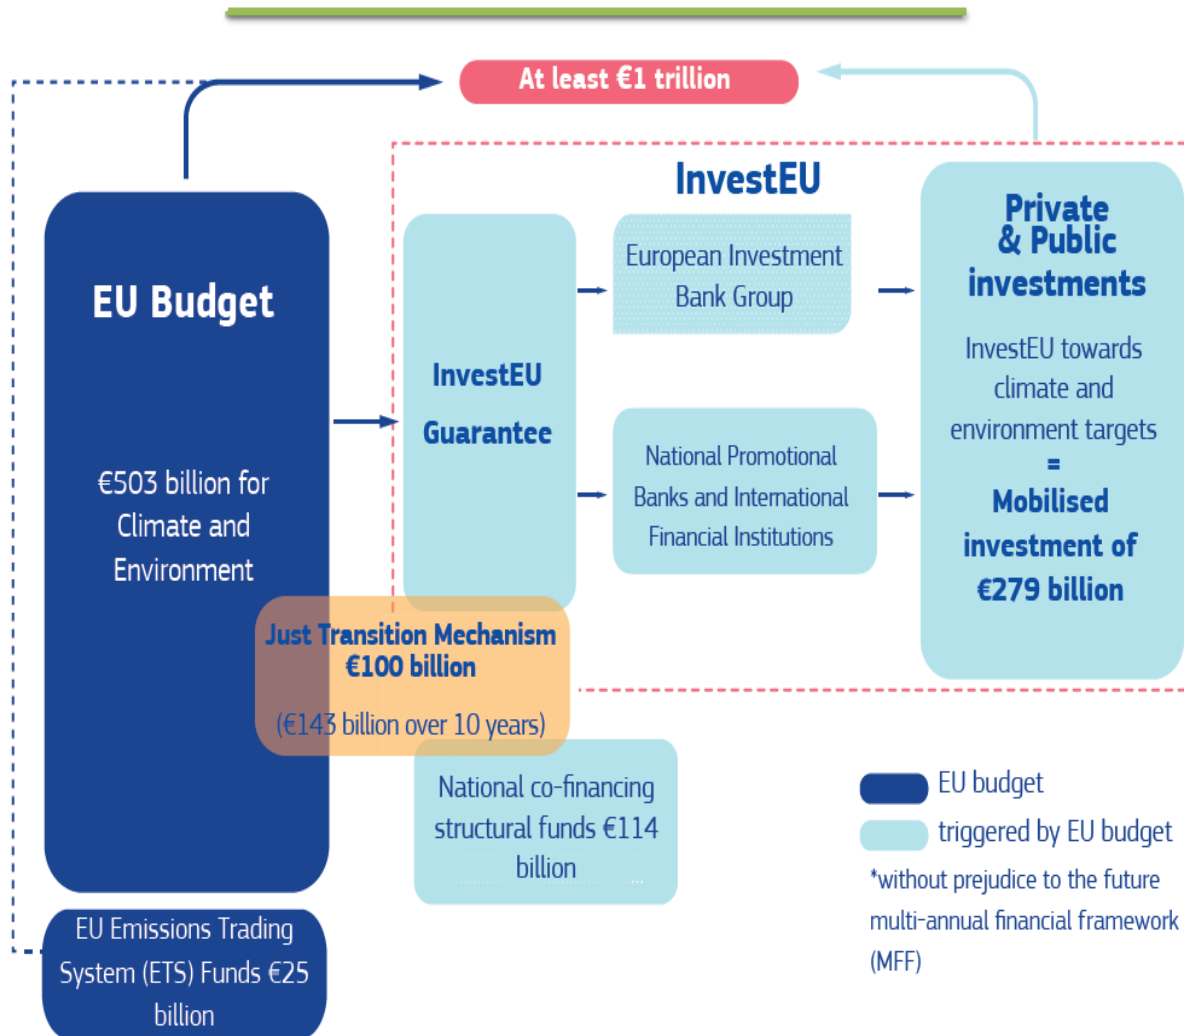 At least €1 trillion
InvestEU
EU Budget
€503 billion for
Climate and
Environment
InvestEU
Guarantee
European Investment
Bank Group
National Promotional
Banks and International
Financial Institutions
Private
& Public
investments
InvestEU towards
climate and
environment targets
=
Mobilised
investment of
€279 billion
Just Transition Mechanism
€100 billion
(€143 billion over 10 years)
National co-financing
structural funds €114
billion
EU Emissions Trading
System (ETS) Funds €25
billion
EU budget
triggered by EU budget
*without prejudice to the future
multi-annual financial framework
(MFF)